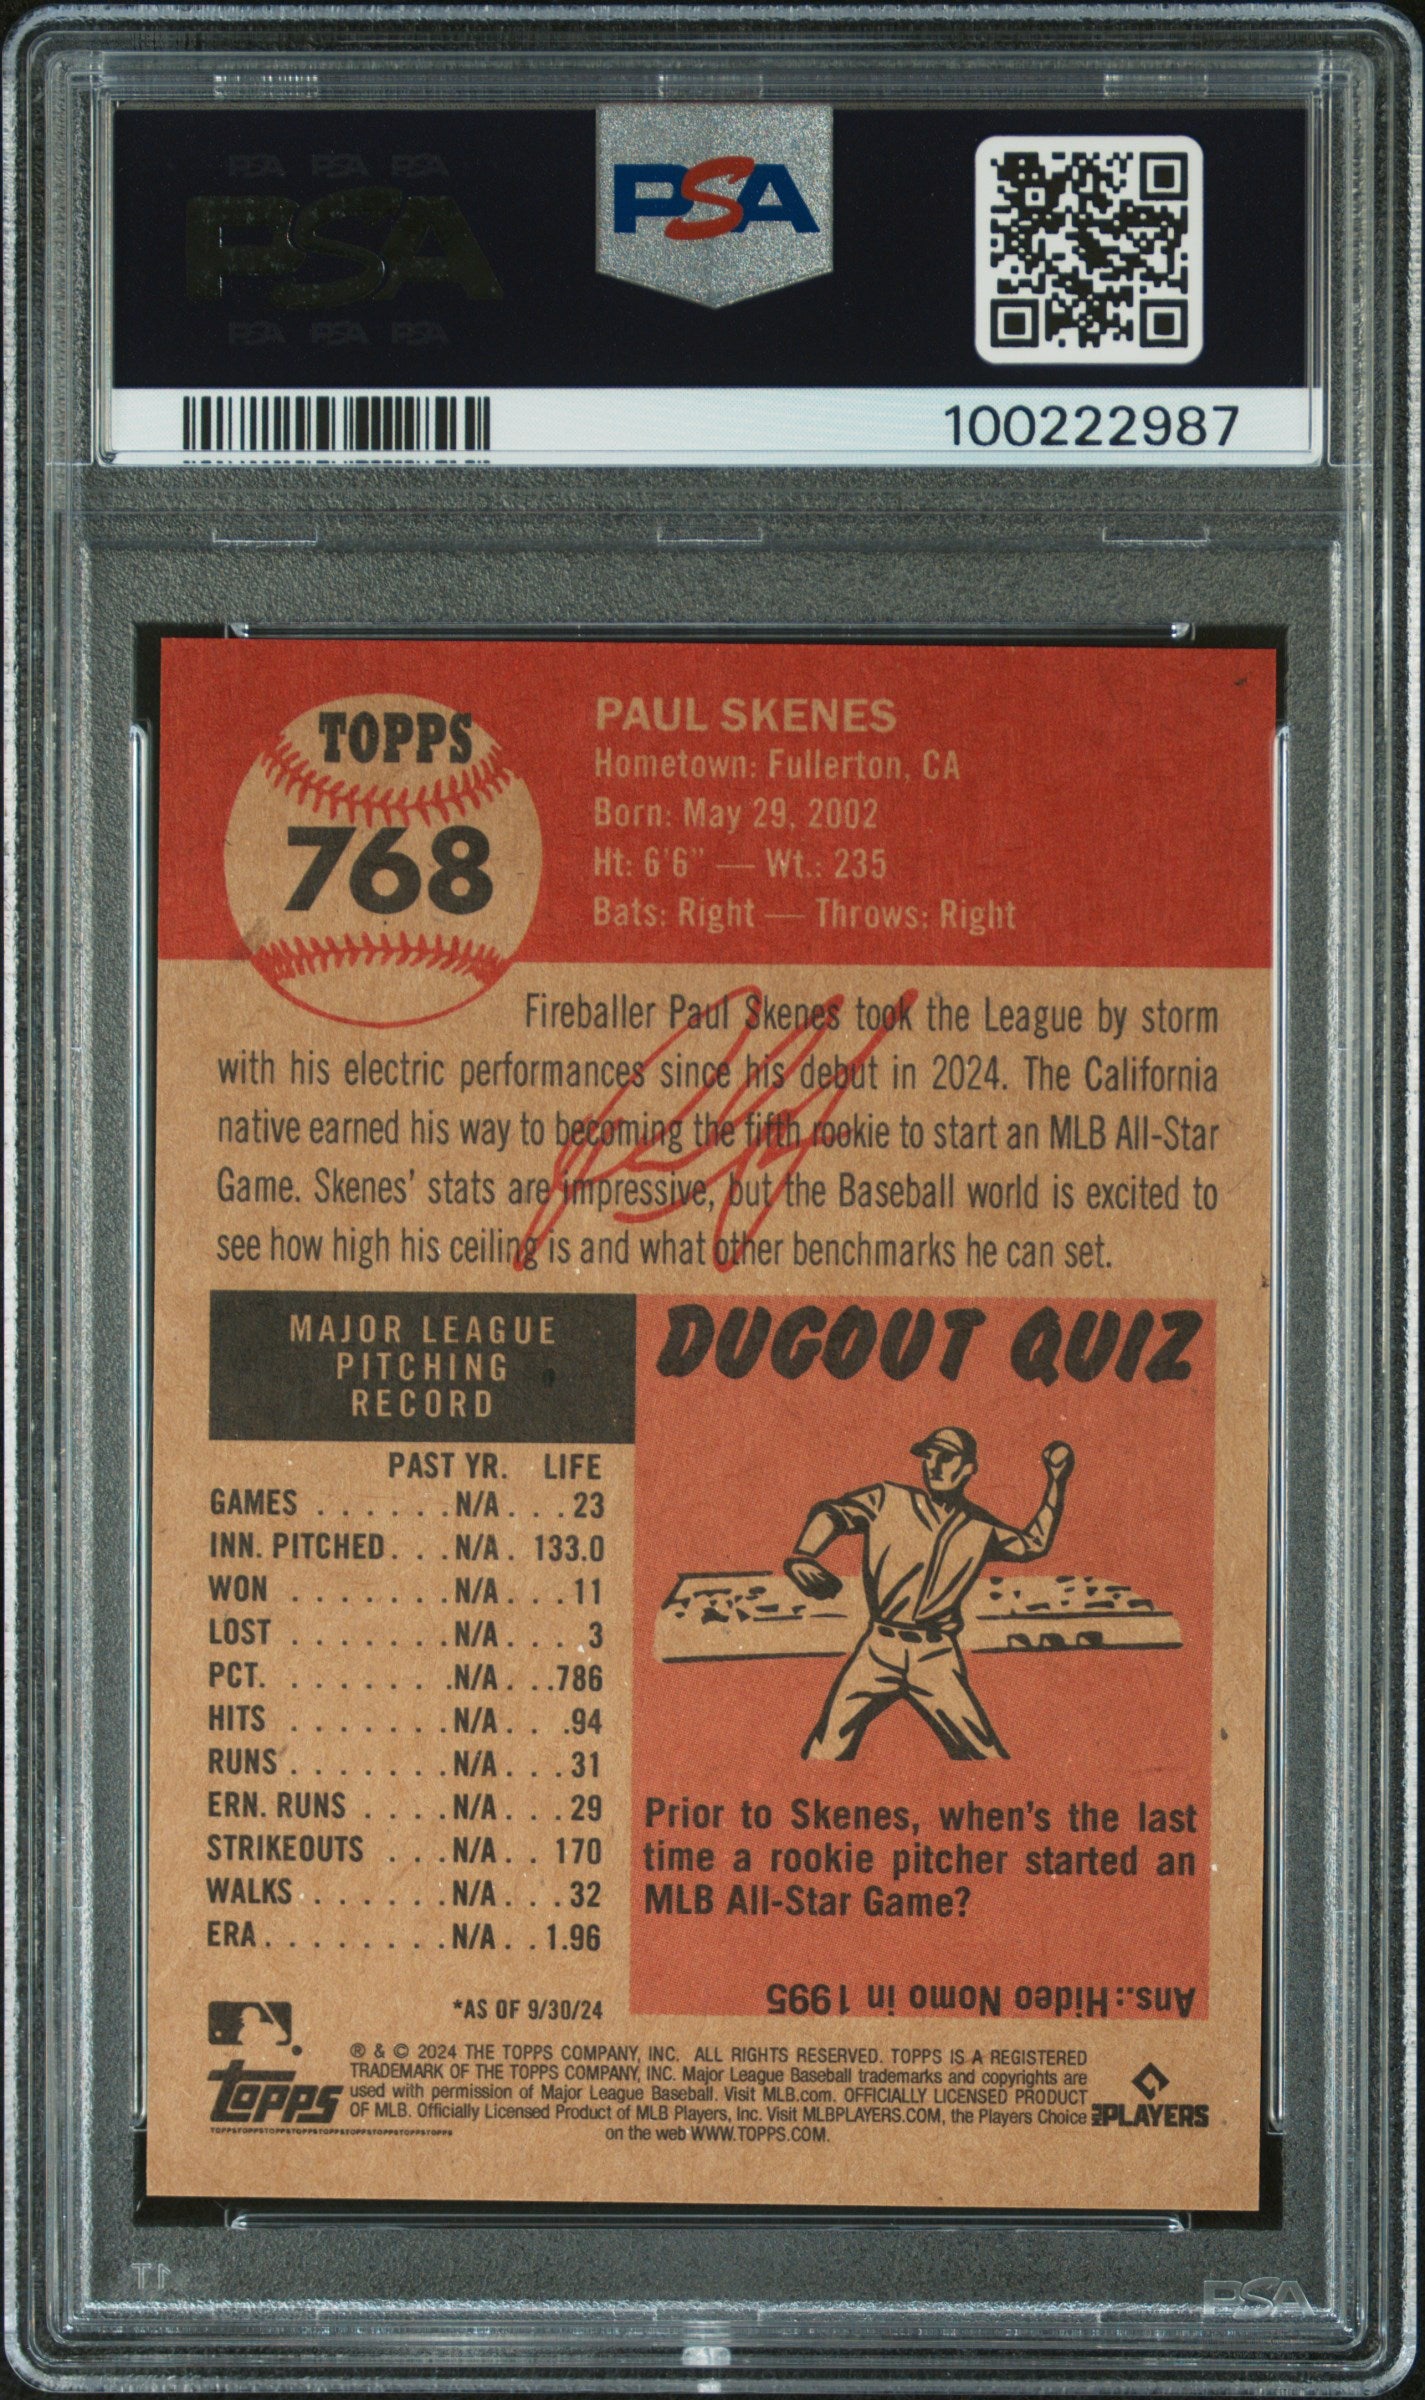 PSA PSA PSA
PSA
PSA PSA PSA
PSA
100222987
TOPPS
768
PAUL SKENES
Hometown: Fullerton, CA
Born: May 29, 2002
Ht: 6'6" — Wt.: 235
Bats: Right — Throws: Right
Fireballer Paul Skenes took the League by storm
with his electric performances since his debut in 2024. The California
native earned his way to becoming the fifth rookie to start an MLB All-Star
Game. Skenes' stats are impressive, but the Baseball world is excited to
see how high his ceiling is and what other benchmarks he can set.
MAJOR LEAGUE
PITCHING
RECORD
PAST YR. LIFE
GAMES . . . . . . N/A . . . 23
INN. PITCHED . . . N/A . 133.0
WON . . . . . . . N/A . . . 11
LOST . . . . . . . N/A . . . 3
PCT. . . . . . . . .N/A . . .786
HITS . . . . . . . N/A . . .94
RUNS . . . . . . . N/A . . . 31
ERN. RUNS . . . . N/A . . . 29
STRIKEOUTS . . . N/A . . 170
WALKS . . . . . . N/A . . . 32
ERA . . . . . . . . N/A . . 1.96
*AS OF 9/30/24
DUGOUT QUIZ
Prior to Skenes, when's the last
time a rookie pitcher started an
MLB All-Star Game?
Ans.: Hideo Nomo in 1995
topps
® & © 2024 THE TOPPS COMPANY, INC. ALL RIGHTS RESERVED. TOPPS IS A REGISTERED
TRADEMARK OF THE TOPPS COMPANY, INC. Major League Baseball trademarks and copyrights are
used with permission of Major League Baseball. Visit MLB.com. OFFICIALLY LICENSED PRODUCT
OF MLB. Officially Licensed Product of MLB Players, Inc. Visit MLBPLAYERS.COM, the Players Choice
on the web WWW.TOPPS.COM.
MLB PLAYERS
TOPPSTOPPSTOPPSTOPPSTOPPSTOPPSTOPPSTOPPSTOPPS
PSA